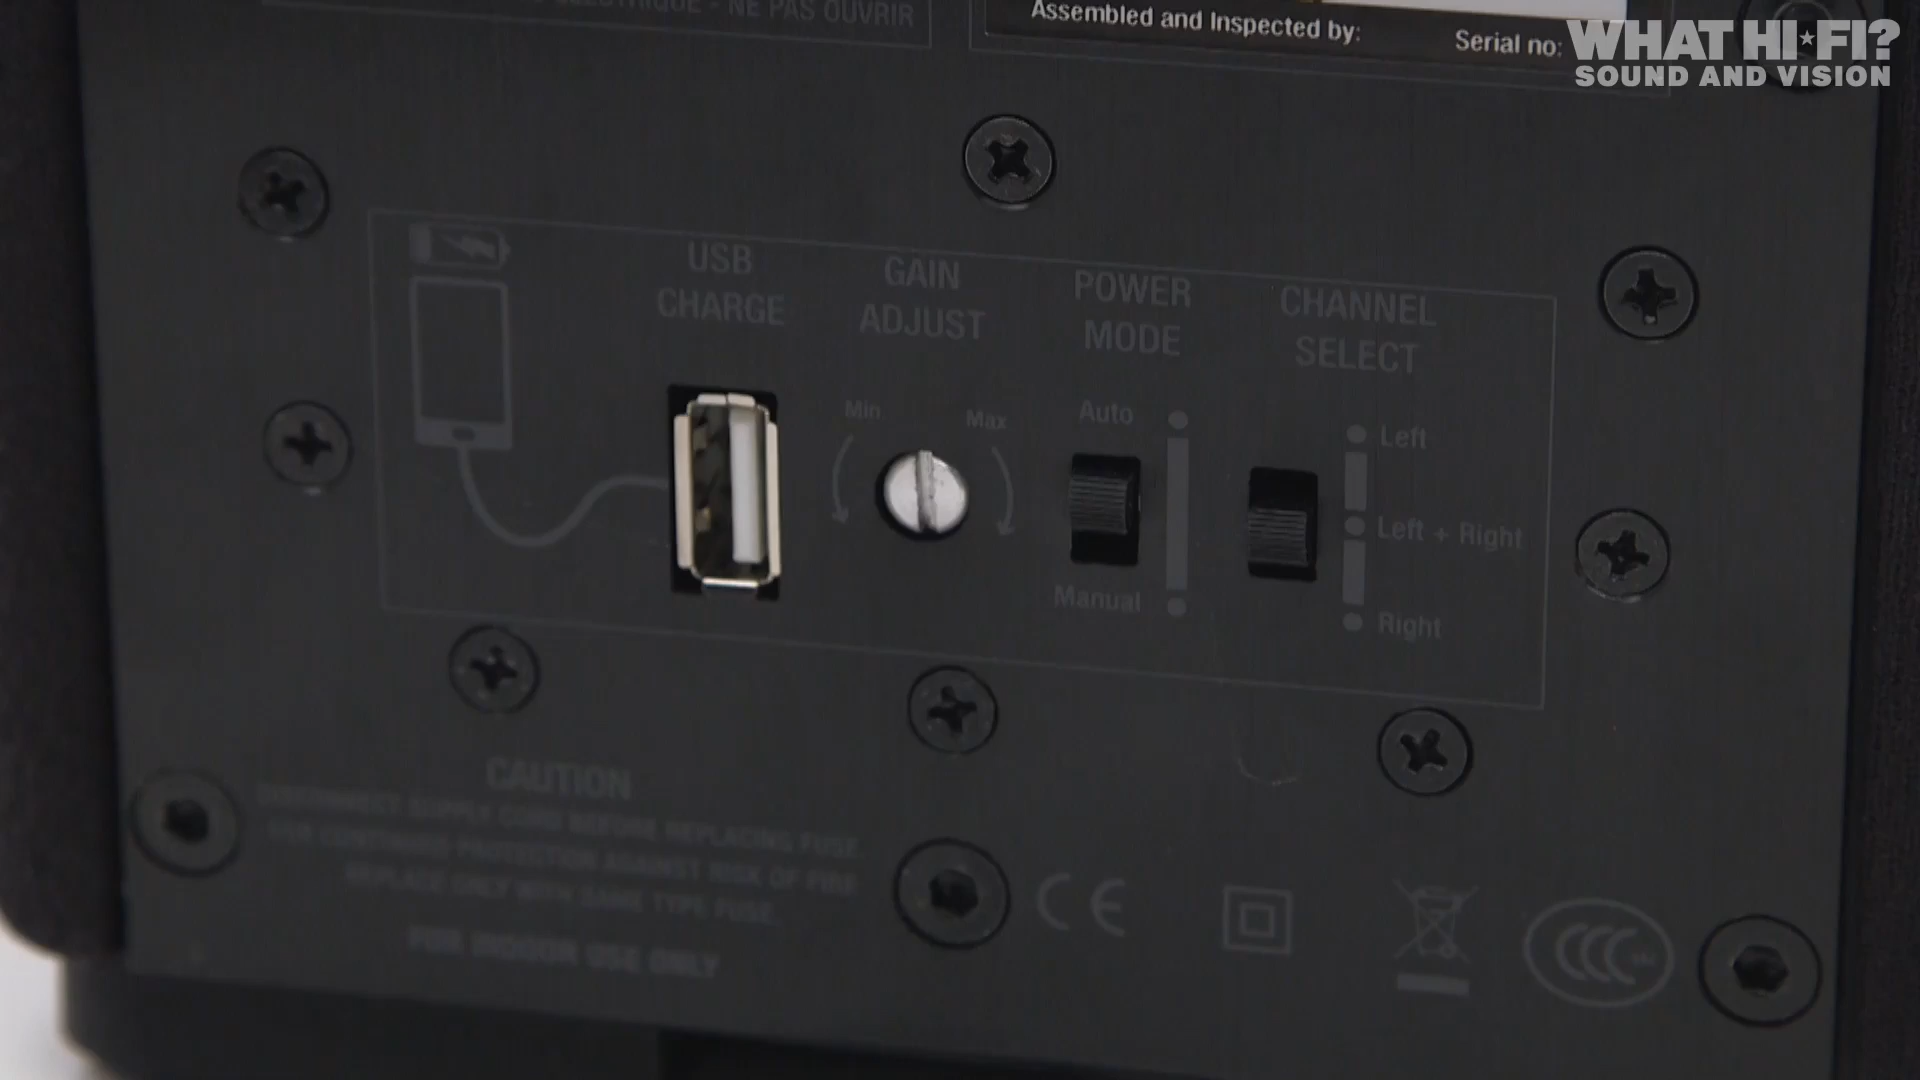 ÉLECTRIQUE - NE PAS OUVRIR
Assembled and Inspected by:
Serial no:
WHAT HI★FI?
SOUND AND VISION
USB
CHARGE
GAIN
ADJUST
POWER
MODE
CHANNEL
SELECT
Min
Max
Auto
Manual
Left
Left + Right
Right
CAUTION
DISCONNECT SUPPLY CORD BEFORE REPLACING FUSE.
FOR CONTINUED PROTECTION AGAINST RISK OF FIRE
REPLACE ONLY WITH SAME TYPE FUSE.
FOR INDOOR USE ONLY
CE
CCC